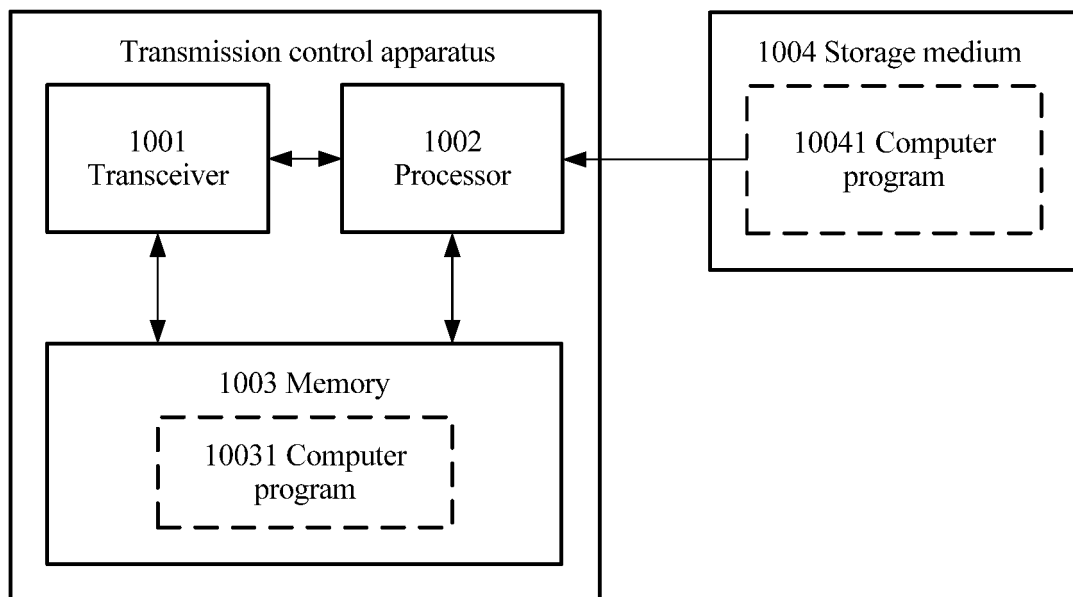 Transmission control apparatus
1004 Storage medium
1001
Transceiver
1002
Processor
10041 Computer
program
1003 Memory
10031 Computer
program